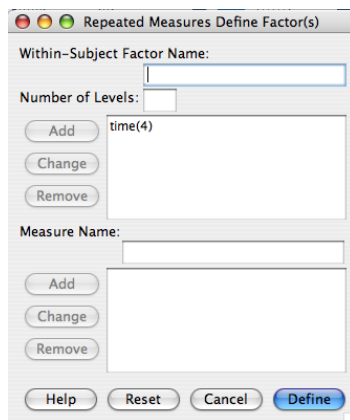 Repeated Measures Define Factor(s)
Within-Subject Factor Name:
Number of Levels:
Add
time(4)
Change
Remove
Measure Name:
Add
Change
Remove
Help Reset Cancel Define